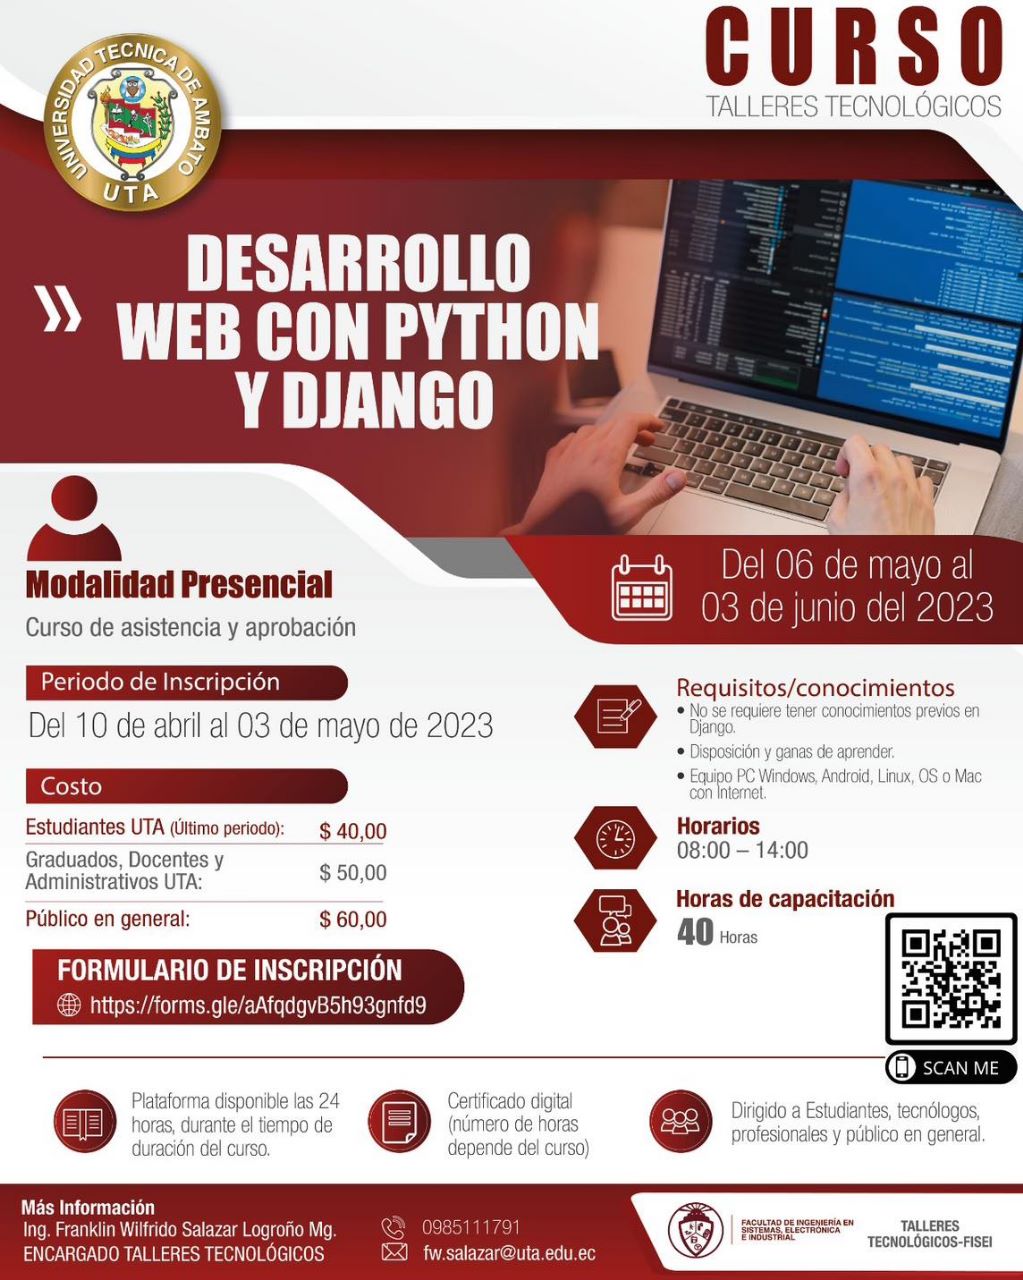 CURSO
TALLERES TECNOLÓGICOS
UNIVERSIDAD TECNICA DE AMBATO
UTA
DESARROLLO
WEB CON PYTHON
Y DJANGO
Modalidad Presencial
Curso de asistencia y aprobación
Del 06 de mayo al
03 de junio del 2023
Periodo de Inscripción
Del 10 de abril al 03 de mayo de 2023
Costo
Estudiantes UTA (Último periodo): $ 40,00
Graduados, Docentes y
Administrativos UTA: $ 50,00
Público en general: $ 60,00
FORMULARIO DE INSCRIPCIÓN
https://forms.gle/aAfqdgvB5h93gnfd9
Requisitos/conocimientos
• No se requiere tener conocimientos previos en
Django.
• Disposición y ganas de aprender.
• Equipo PC Windows, Android, Linux, OS o Mac
con Internet.
Horarios
08:00 – 14:00
Horas de capacitación
40 Horas
SCAN ME
Plataforma disponible las 24
horas, durante el tiempo de
duración del curso.
Certificado digital
(número de horas
depende del curso)
Dirigido a Estudiantes, tecnólogos,
profesionales y público en general.
Más Información
Ing. Franklin Wilfrido Salazar Logroño Mg.
ENCARGADO TALLERES TECNOLÓGICOS
0985111791
fw.salazar@uta.edu.ec
FACULTAD DE INGENIERÍA EN
SISTEMAS, ELECTRÓNICA
E INDUSTRIAL
TALLERES
TECNOLÓGICOS-FISEI